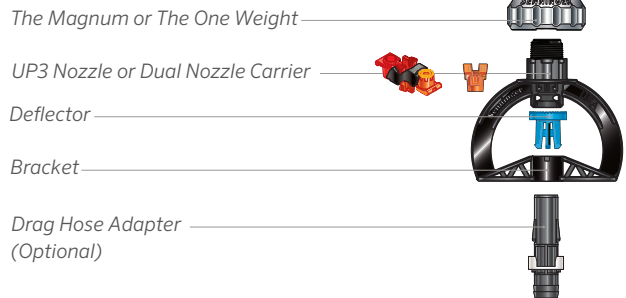 The Magnum or The One Weight
UP3 Nozzle or Dual Nozzle Carrier
Deflector
Bracket
Drag Hose Adapter
(Optional)